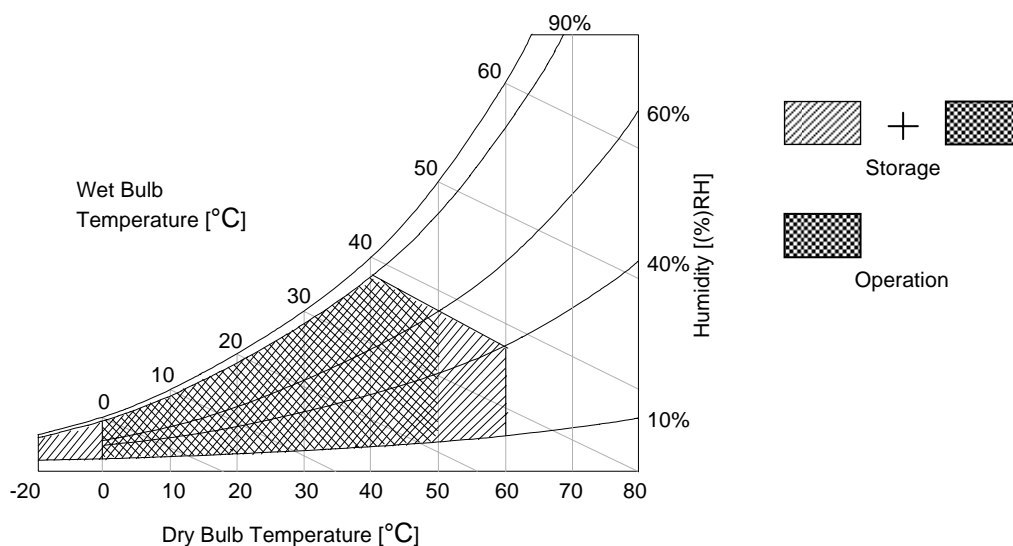 90%
60
60%
50
Wet Bulb
Temperature [°C]
Humidity [(%)RH]
40
40%
30
20
10
0
10%
-20 0 10 20 30 40 50 60 70 80
Dry Bulb Temperature [°C]
+
Storage
Operation